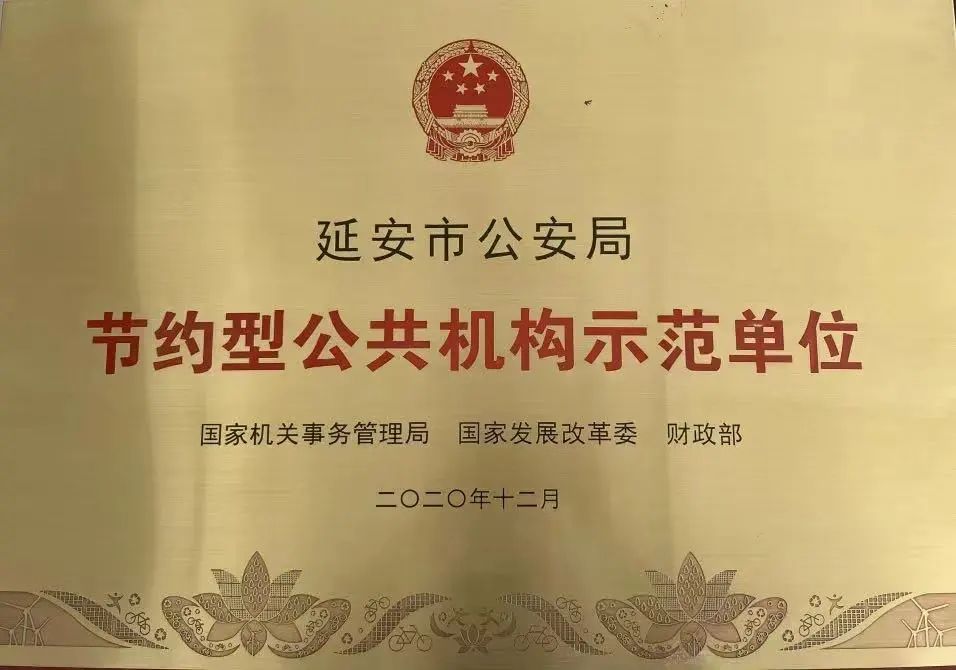 延安市公安局
节约型公共机构示范单位
国家机关事务管理局 国家发展改革委 财政部
二〇二〇年十二月